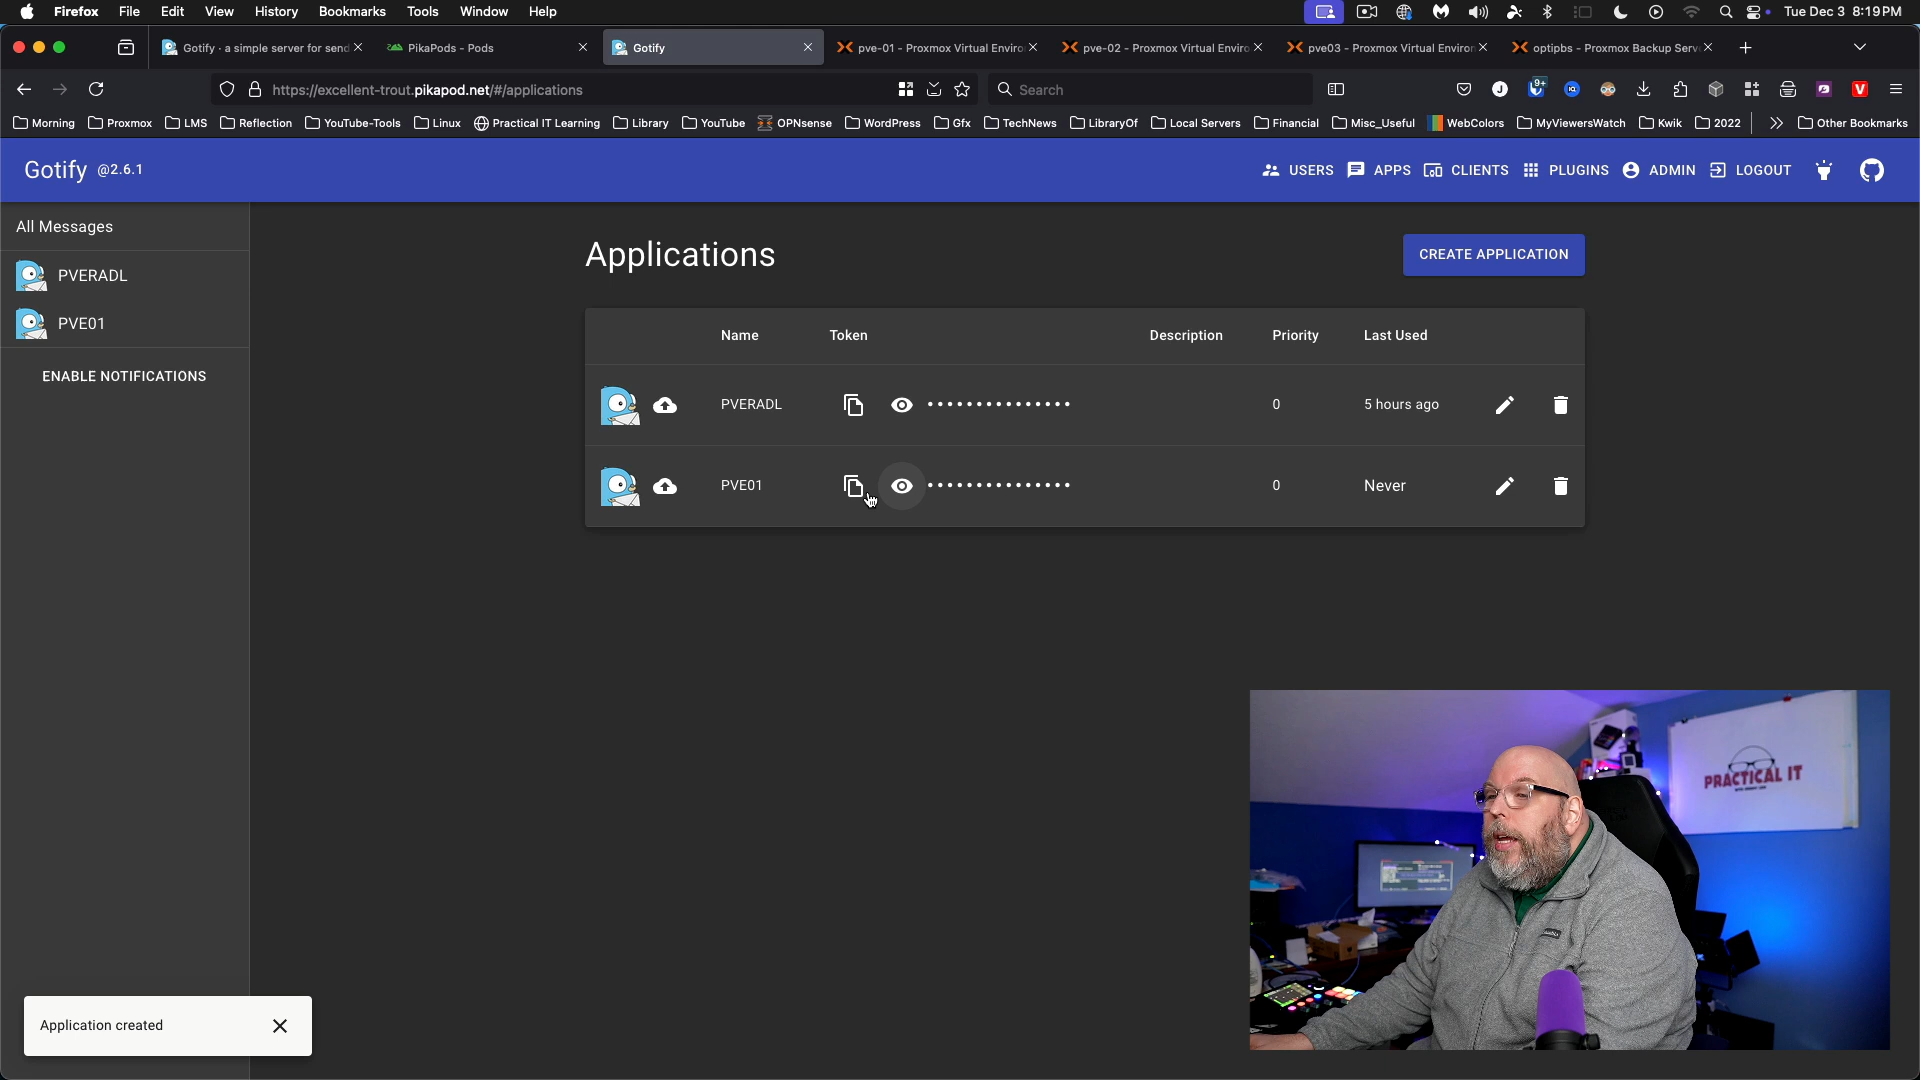 Firefox File Edit View History Bookmarks Tools Window Help
Tue Dec 3 8:19 PM
Gotify · a simple server for send
PikaPods - Pods
Gotify
pve-01 - Proxmox Virtual Enviro
pve-02 - Proxmox Virtual Enviro
pve03 - Proxmox Virtual Environ
optipbs - Proxmox Backup Serv
https://excellent-trout.pikapod.net/#/applications
Search
9+
Morning Proxmox LMS Reflection YouTube-Tools Linux Practical IT Learning Library YouTube OPNsense WordPress Gfx TechNews LibraryOf Local Servers Financial Misc_Useful WebColors MyViewersWatch Kwik 2022 Other Bookmarks
Gotify @2.6.1
USERS APPS CLIENTS PLUGINS ADMIN LOGOUT
All Messages
PVERADL
PVE01
ENABLE NOTIFICATIONS
Applications
CREATE APPLICATION
Name Token Description Priority Last Used
PVERADL ••••••••••••••• 0 5 hours ago
PVE01 ••••••••••••••• 0 Never
PRACTICAL IT
Application created